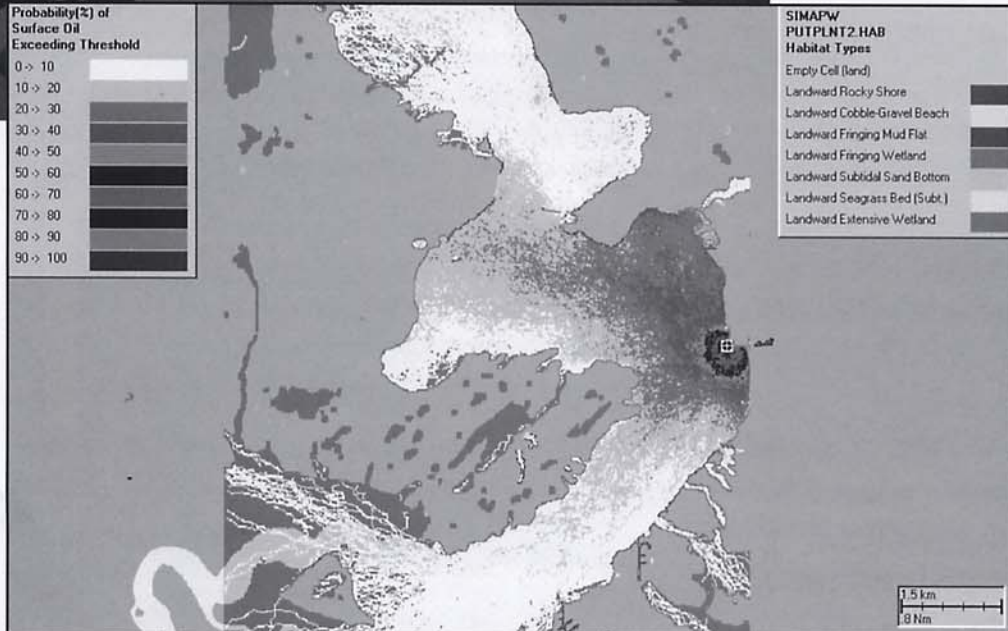 Probability(%) of
Surface Oil
Exceeding Threshold
0 -> 10
10 -> 20
20 -> 30
30 -> 40
40 -> 50
50 -> 60
60 -> 70
70 -> 80
80 -> 90
90 -> 100
SIMAPW
PUTPLNT2.HAB
Habitat Types
Empty Cell (land)
Landward Rocky Shore
Landward Cobble-Gravel Beach
Landward Fringing Mud Flat
Landward Fringing Wetland
Landward Subtidal Sand Bottom
Landward Seagrass Bed (Subt.)
Landward Extensive Wetland
1.5 km
.8 Nm